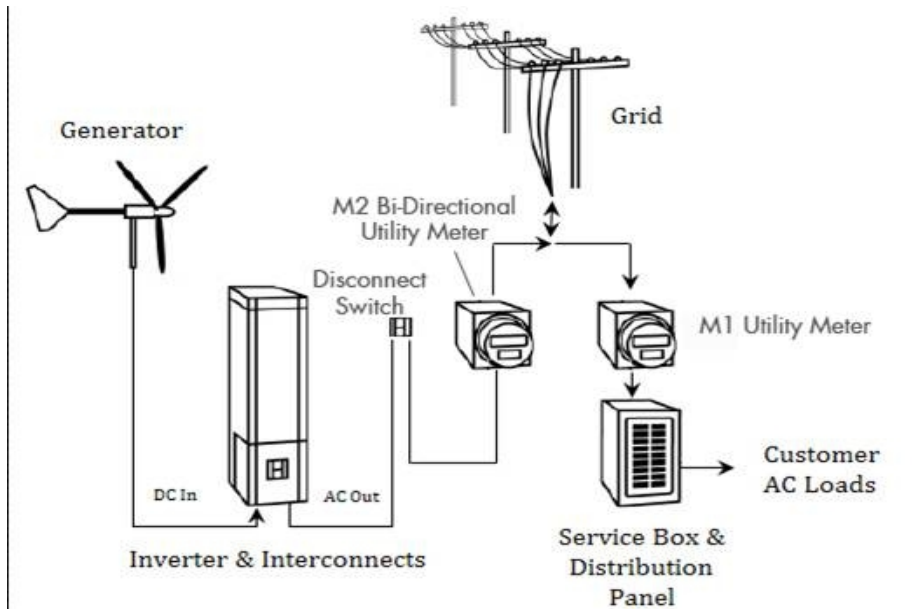 Generator
Grid
M2 Bi-Directional
Utility Meter
Disconnect
Switch
M1 Utility Meter
DC In
AC Out
Customer
AC Loads
Inverter & Interconnects
Service Box &
Distribution
Panel